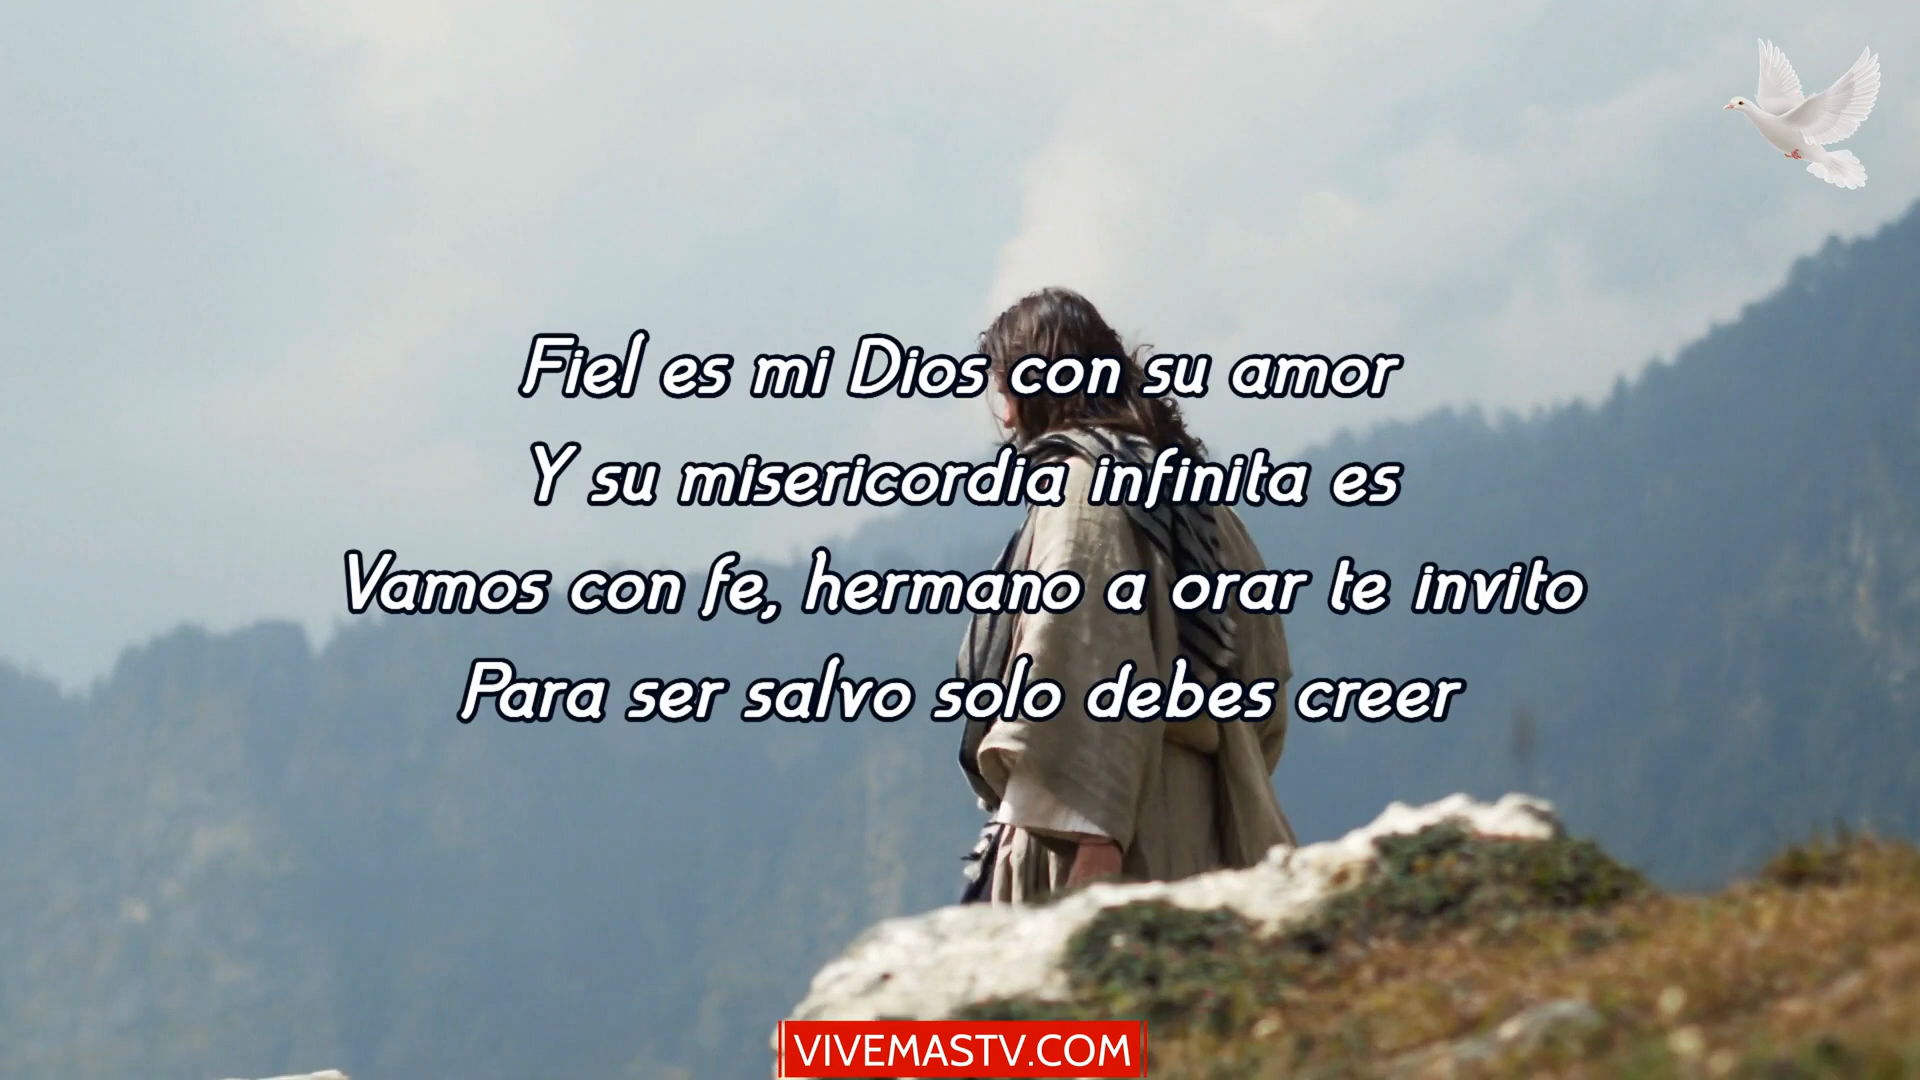 Fiel es mi Dios con su amor
Y su misericordia infinita es
Vamos con fe, hermano a orar te invito
Para ser salvo solo debes creer
VIVEMASTV.COM